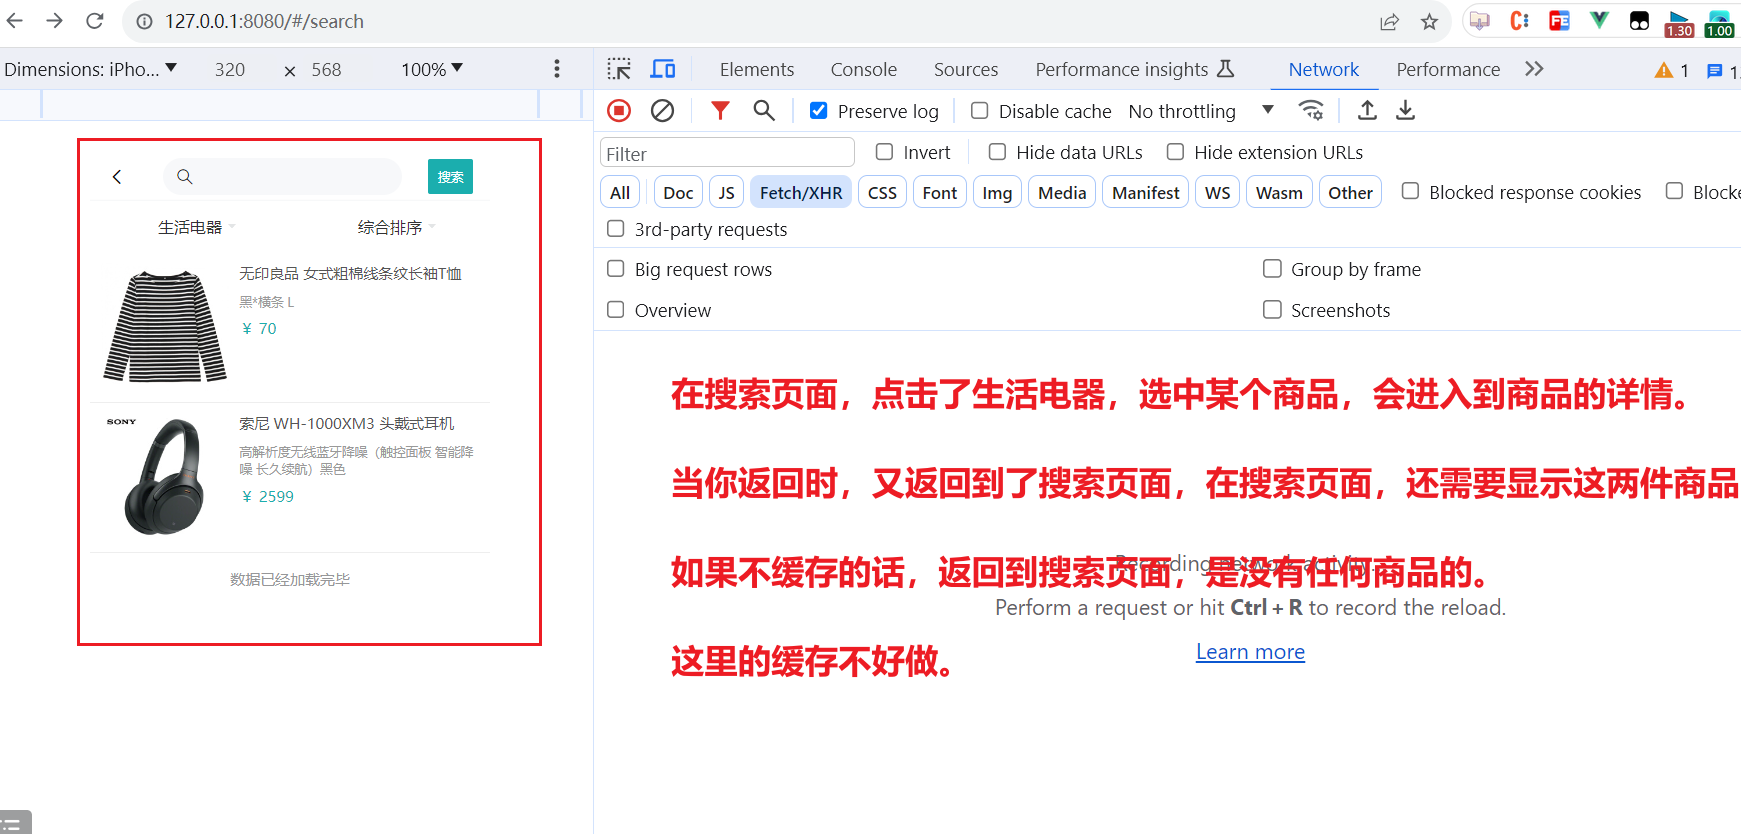 127.0.0.1:8080/#/search
1.30
1.00
Dimensions: iPho...
320
×
568
100%
Elements
Console
Sources
Performance insights
Network
Performance
1
1
Preserve log
Disable cache
No throttling
Filter
Invert
Hide data URLs
Hide extension URLs
All
Doc
JS
Fetch/XHR
CSS
Font
Img
Media
Manifest
WS
Wasm
Other
Blocked response cookies
Blocke
3rd-party requests
Big request rows
Group by frame
Overview
Screenshots
搜索
生活电器
综合排序
无印良品 女式粗棉线条纹长袖T恤
黑*横条 L
¥ 70
SONY
索尼 WH-1000XM3 头戴式耳机
高解析度无线蓝牙降噪（触控面板 智能降
噪 长久续航）黑色
¥ 2599
数据已经加载完毕
在搜索页面，点击了生活电器，选中某个商品，会进入到商品的详情。
当你返回时，又返回到了搜索页面，在搜索页面，还需要显示这两件商品
如果不缓存的话，返回到搜索页面，是没有任何商品的。
Recording network activity...
Perform a request or hit Ctrl + R to record the reload.
Learn more
这里的缓存不好做。